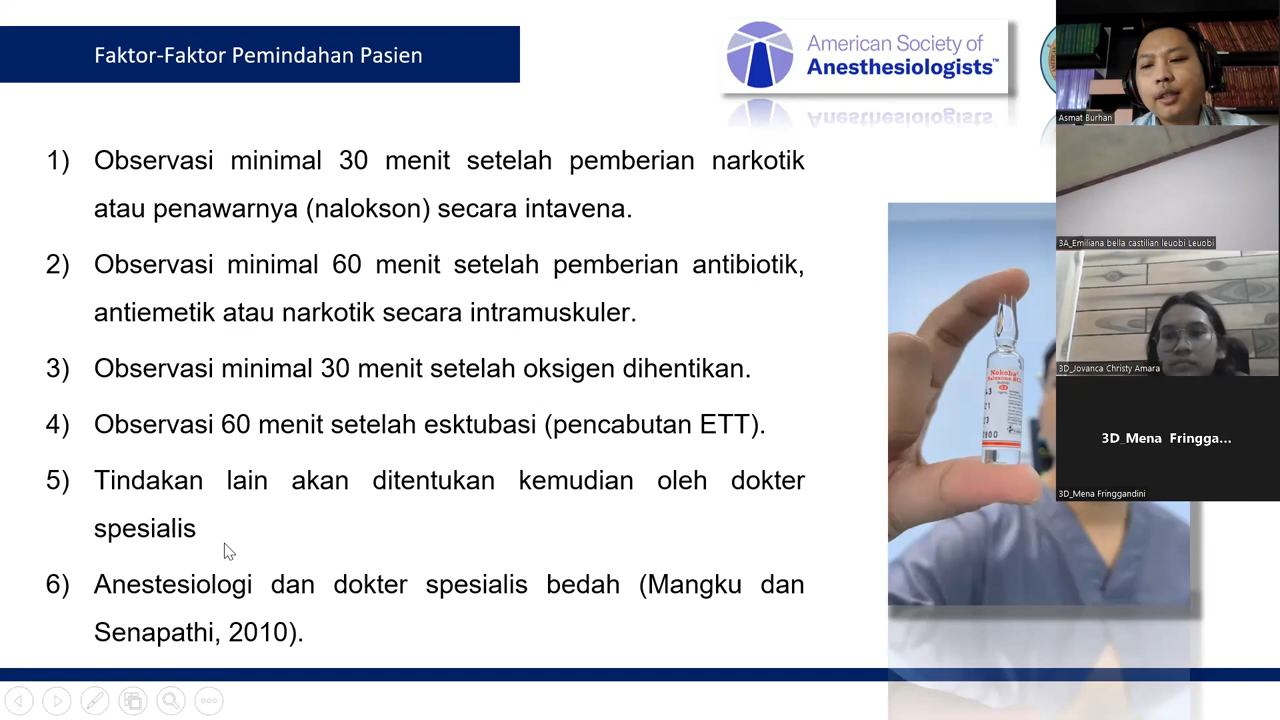 Faktor-Faktor Pemindahan Pasien
American Society of
Anesthesiologists™
1) Observasi minimal 30 menit setelah pemberian narkotik
atau penawarnya (nalokson) secara intavena.
2) Observasi minimal 60 menit setelah pemberian antibiotik,
antiemetik atau narkotik secara intramuskuler.
3) Observasi minimal 30 menit setelah oksigen dihentikan.
4) Observasi 60 menit setelah esktubasi (pencabutan ETT).
5) Tindakan lain akan ditentukan kemudian oleh dokter
spesialis
6) Anestesiologi dan dokter spesialis bedah (Mangku dan
Senapathi, 2010).
Nokoba
Asmat Burhan
3A_Emiliana bella castilian leuobi Leuobi
3D_Jovanca Christy Amara
3D_Mena Fringga...
3D_Mena Fringgandini